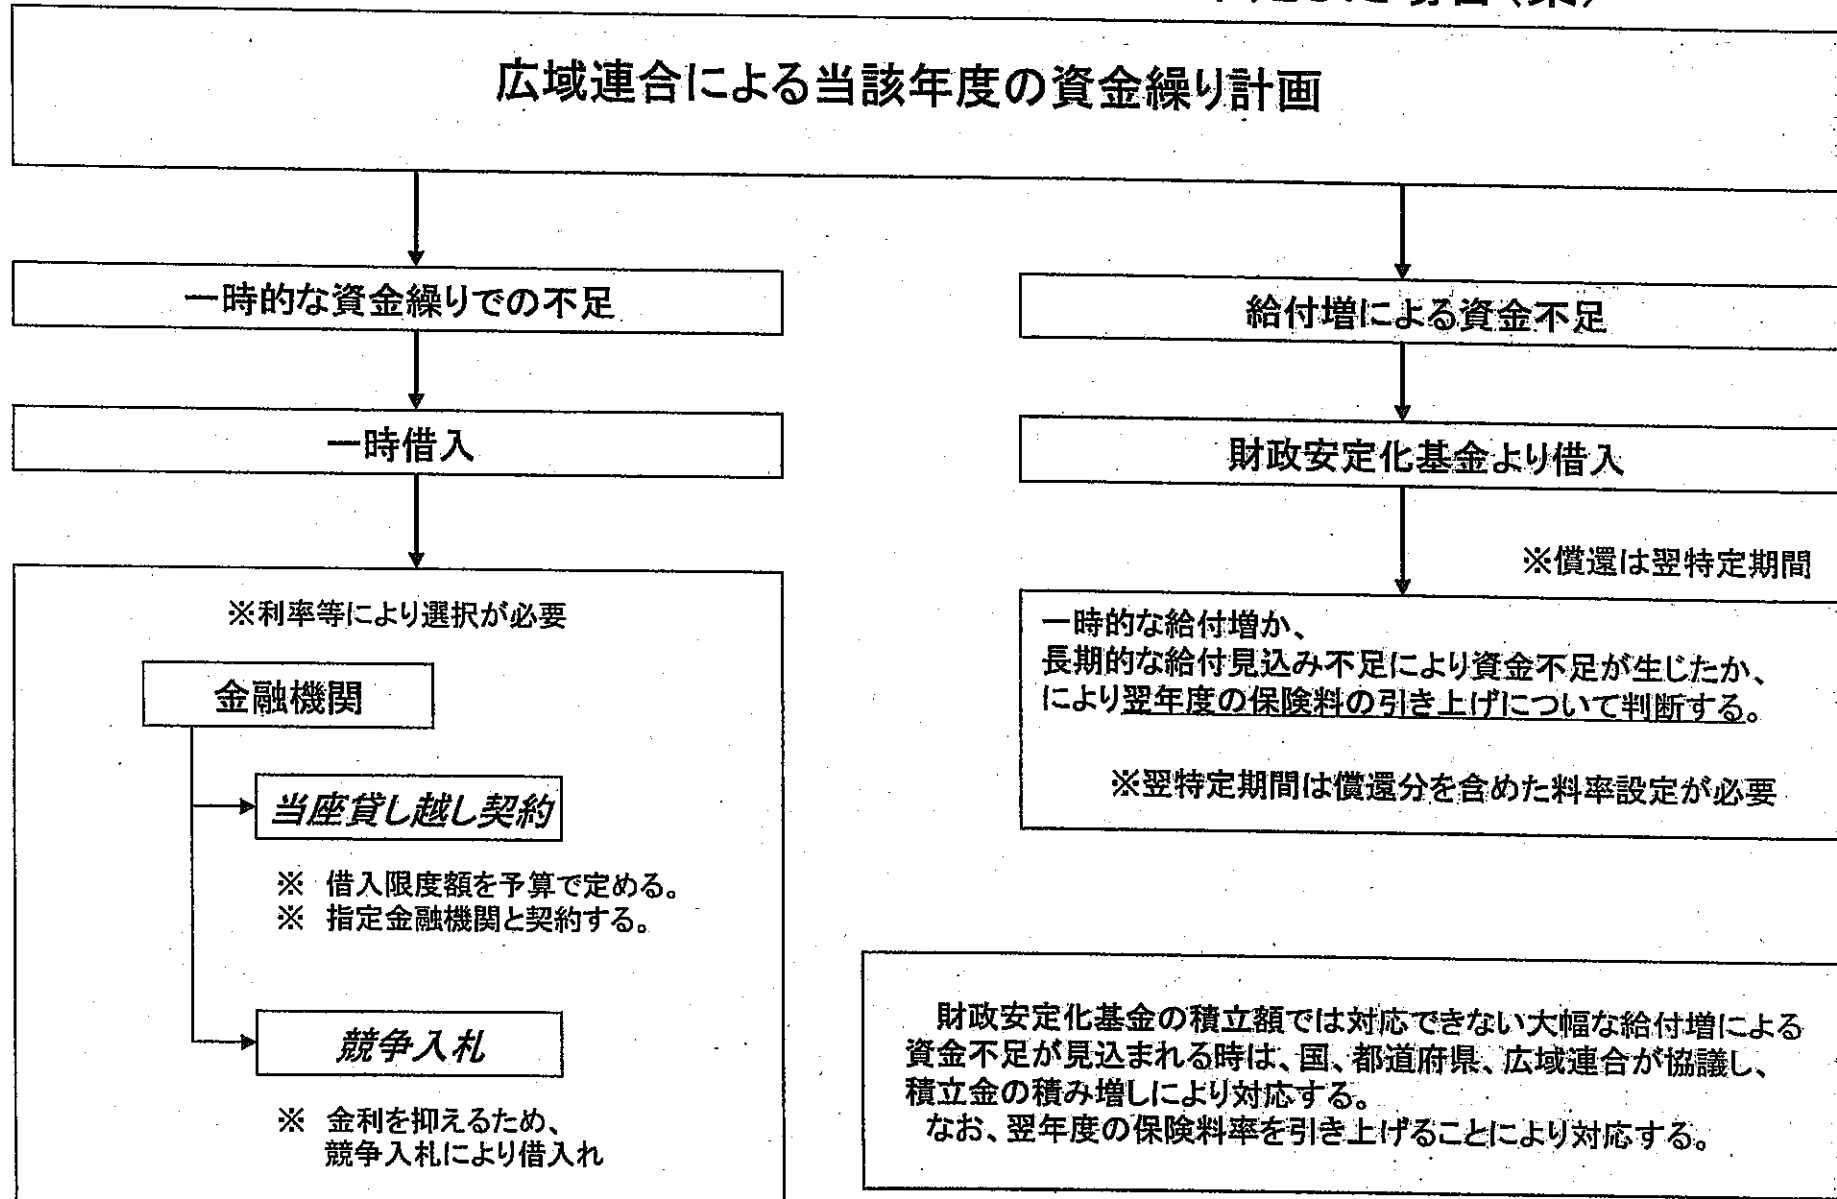 広域連合による当該年度の資金繰り計画
一時的な資金繰りでの不足
一時借入
※利率等により選択が必要
金融機関
当座貸し越し契約
※ 借入限度額を予算で定める。
※ 指定金融機関と契約する。
競争入札
※ 金利を抑えるため、
競争入札により借入れ
給付増による資金不足
財政安定化基金より借入
※償還は翌特定期間
一時的な給付増か、
長期的な給付見込み不足により資金不足が生じたか、
により翌年度の保険料の引き上げについて判断する。
※翌特定期間は償還分を含めた料率設定が必要
財政安定化基金の積立額では対応できない大幅な給付増による
資金不足が見込まれる時は、国、都道府県、広域連合が協議し、
積立金の積み増しにより対応する。
なお、翌年度の保険料率を引き上げることにより対応する。